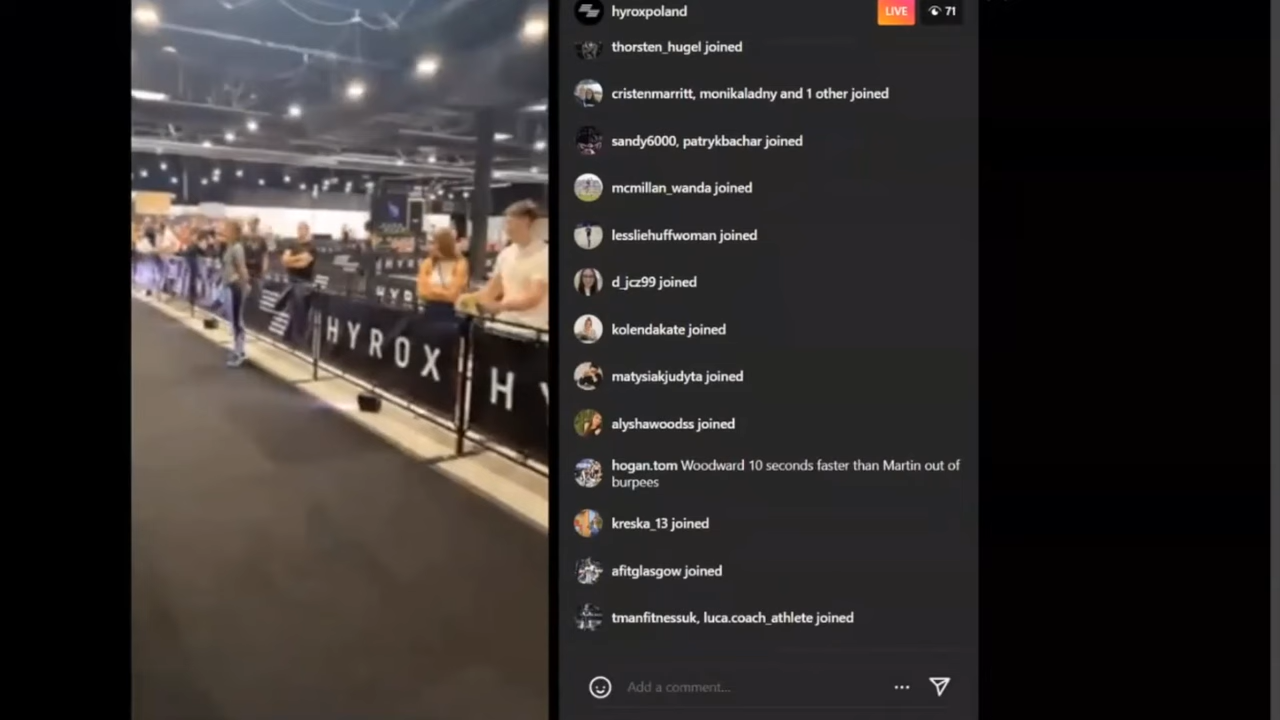 hyroxpoland
LIVE
71
thorsten_hugel joined
cristenmarritt, monikaladny and 1 other joined
sandy6000, patrykbachar joined
mcmillan_wanda joined
lessliehuffwoman joined
d_jcz99 joined
kolendakate joined
matysiakjudyta joined
alyshawoodss joined
hogan.tom Woodward 10 seconds faster than Martin out of
burpees
kreska_13 joined
afitglasgow joined
tmanfitnessuk, luca.coach_athlete joined
Add a comment...
HYROX